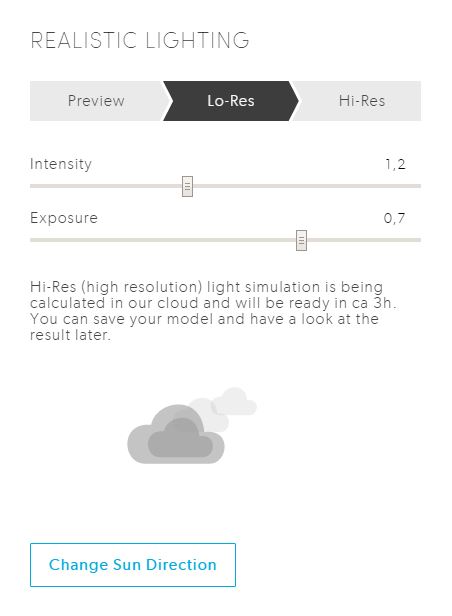 REALISTIC LIGHTING
Preview
Lo-Res
Hi-Res
Intensity 1,2
Exposure 0,7
Hi-Res (high resolution) light simulation is being
calculated in our cloud and will be ready in ca 3h.
You can save your model and have a look at the
result later.
Change Sun Direction